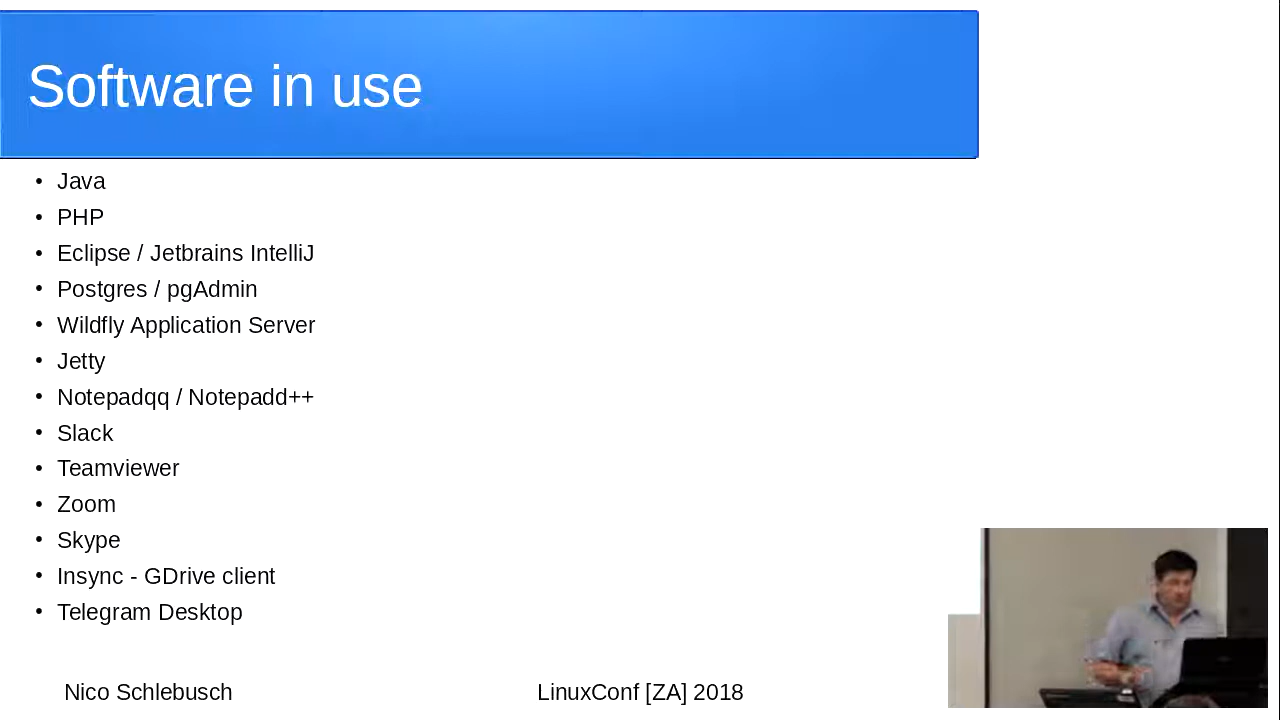 Software in use
• Java
• PHP
• Eclipse / Jetbrains IntelliJ
• Postgres / pgAdmin
• Wildfly Application Server
• Jetty
• Notepadqq / Notepadd++
• Slack
• Teamviewer
• Zoom
• Skype
• Insync - GDrive client
• Telegram Desktop
Nico Schlebusch
LinuxConf [ZA] 2018